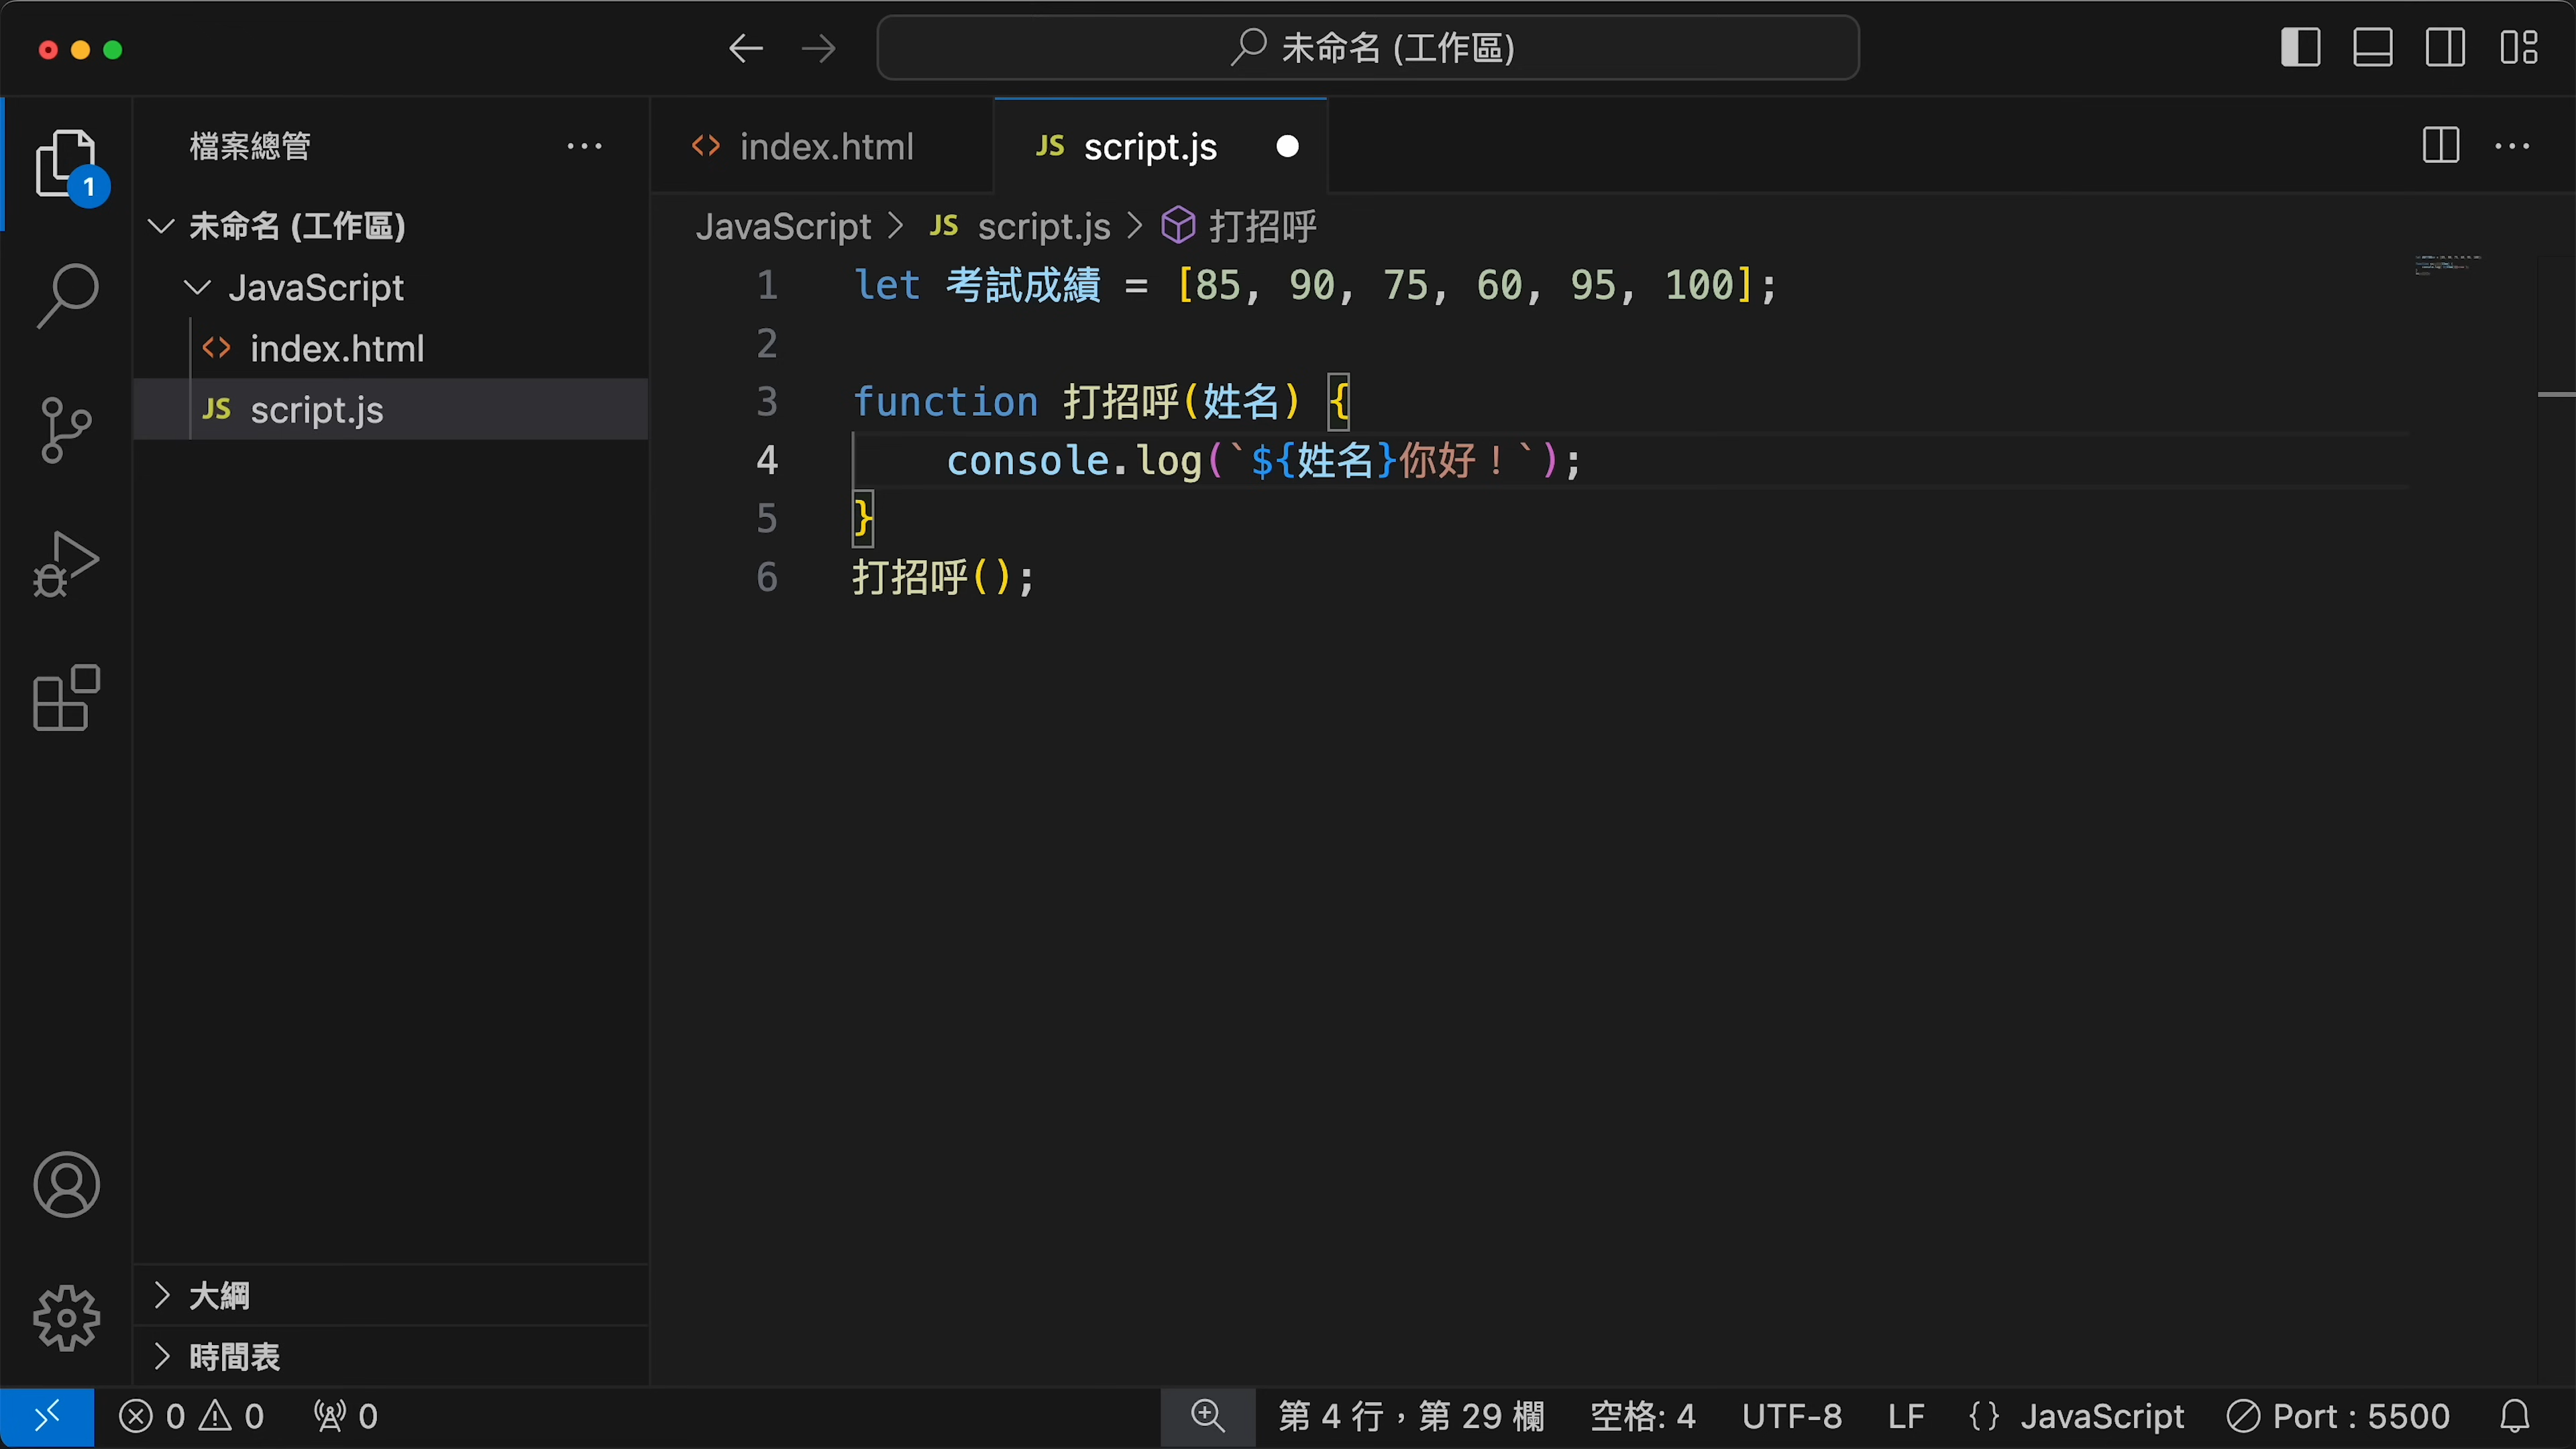 未命名 (工作區)
檔案總管
1
未命名 (工作區)
JavaScript
index.html
JS script.js
大綱
時間表
index.html
JS script.js
JavaScript > JS script.js > 打招呼
1 let 考試成績 = [85, 90, 75, 60, 95, 100];
2
3 function 打招呼(姓名) {
4     console.log(`${姓名}你好！`);
5 }
6 打招呼();
0 0 0 第 4 行，第 29 欄 空格: 4 UTF-8 LF {} JavaScript Port : 5500